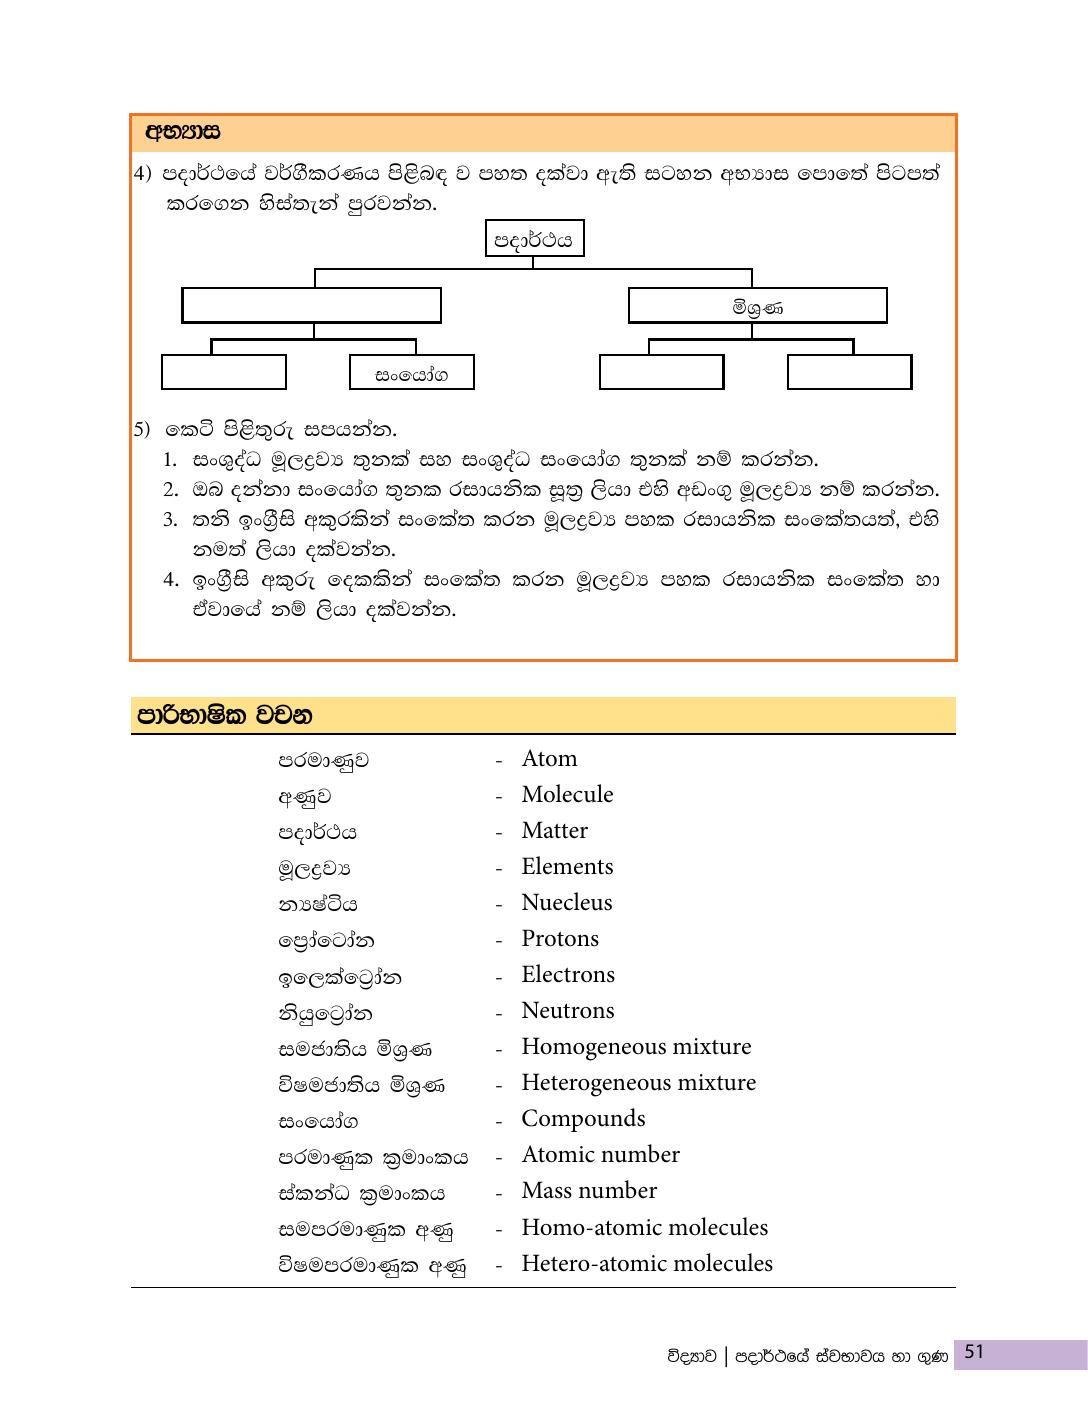 අභ්‍යාස
4) පදාර්ථයේ වර්ගීකරණය පිළිබඳ ව පහත දක්වා ඇති සටහන අභ්‍යාස පොතේ පිටපත්
කරගෙන හිස්තැන් පුරවන්න.
පදාර්ථය
මිශ්‍රණ
සංයෝග
5) කෙටි පිළිතුරු සපයන්න.
1. සංශුද්ධ මූලද්‍රව්‍ය තුනක් සහ සංශුද්ධ සංයෝග තුනක් නම් කරන්න.
2. ඔබ දන්නා සංයෝග තුනක රසායනික සූත්‍ර ලියා එහි අඩංගු මූලද්‍රව්‍ය නම් කරන්න.
3. තනි ඉංග්‍රීසි අකුරකින් සංකේත කරන මූලද්‍රව්‍ය පහක රසායනික සංකේතයත්, එහි
නමත් ලියා දක්වන්න.
4. ඉංග්‍රීසි අකුරු දෙකකින් සංකේත කරන මූලද්‍රව්‍ය පහක රසායනික සංකේත හා
ඒවායේ නම් ලියා දක්වන්න.
පාරිභාෂික වචන
පරමාණුව - Atom
අණුව - Molecule
පදාර්ථය - Matter
මූලද්‍රව්‍ය - Elements
න්‍යෂ්ටිය - Nuecleus
ප්‍රෝටෝන - Protons
ඉලෙක්ට්‍රෝන - Electrons
නියුට්‍රෝන - Neutrons
සමජාතිය මිශ්‍රණ - Homogeneous mixture
විෂමජාතිය මිශ්‍රණ - Heterogeneous mixture
සංයෝග - Compounds
පරමාණුක ක්‍රමාංකය - Atomic number
ස්කන්ධ ක්‍රමාංකය - Mass number
සමපරමාණුක අණු - Homo-atomic molecules
විෂමපරමාණුක අණු - Hetero-atomic molecules
විද්‍යාව | පදාර්ථයේ ස්වභාවය හා ගුණ 51